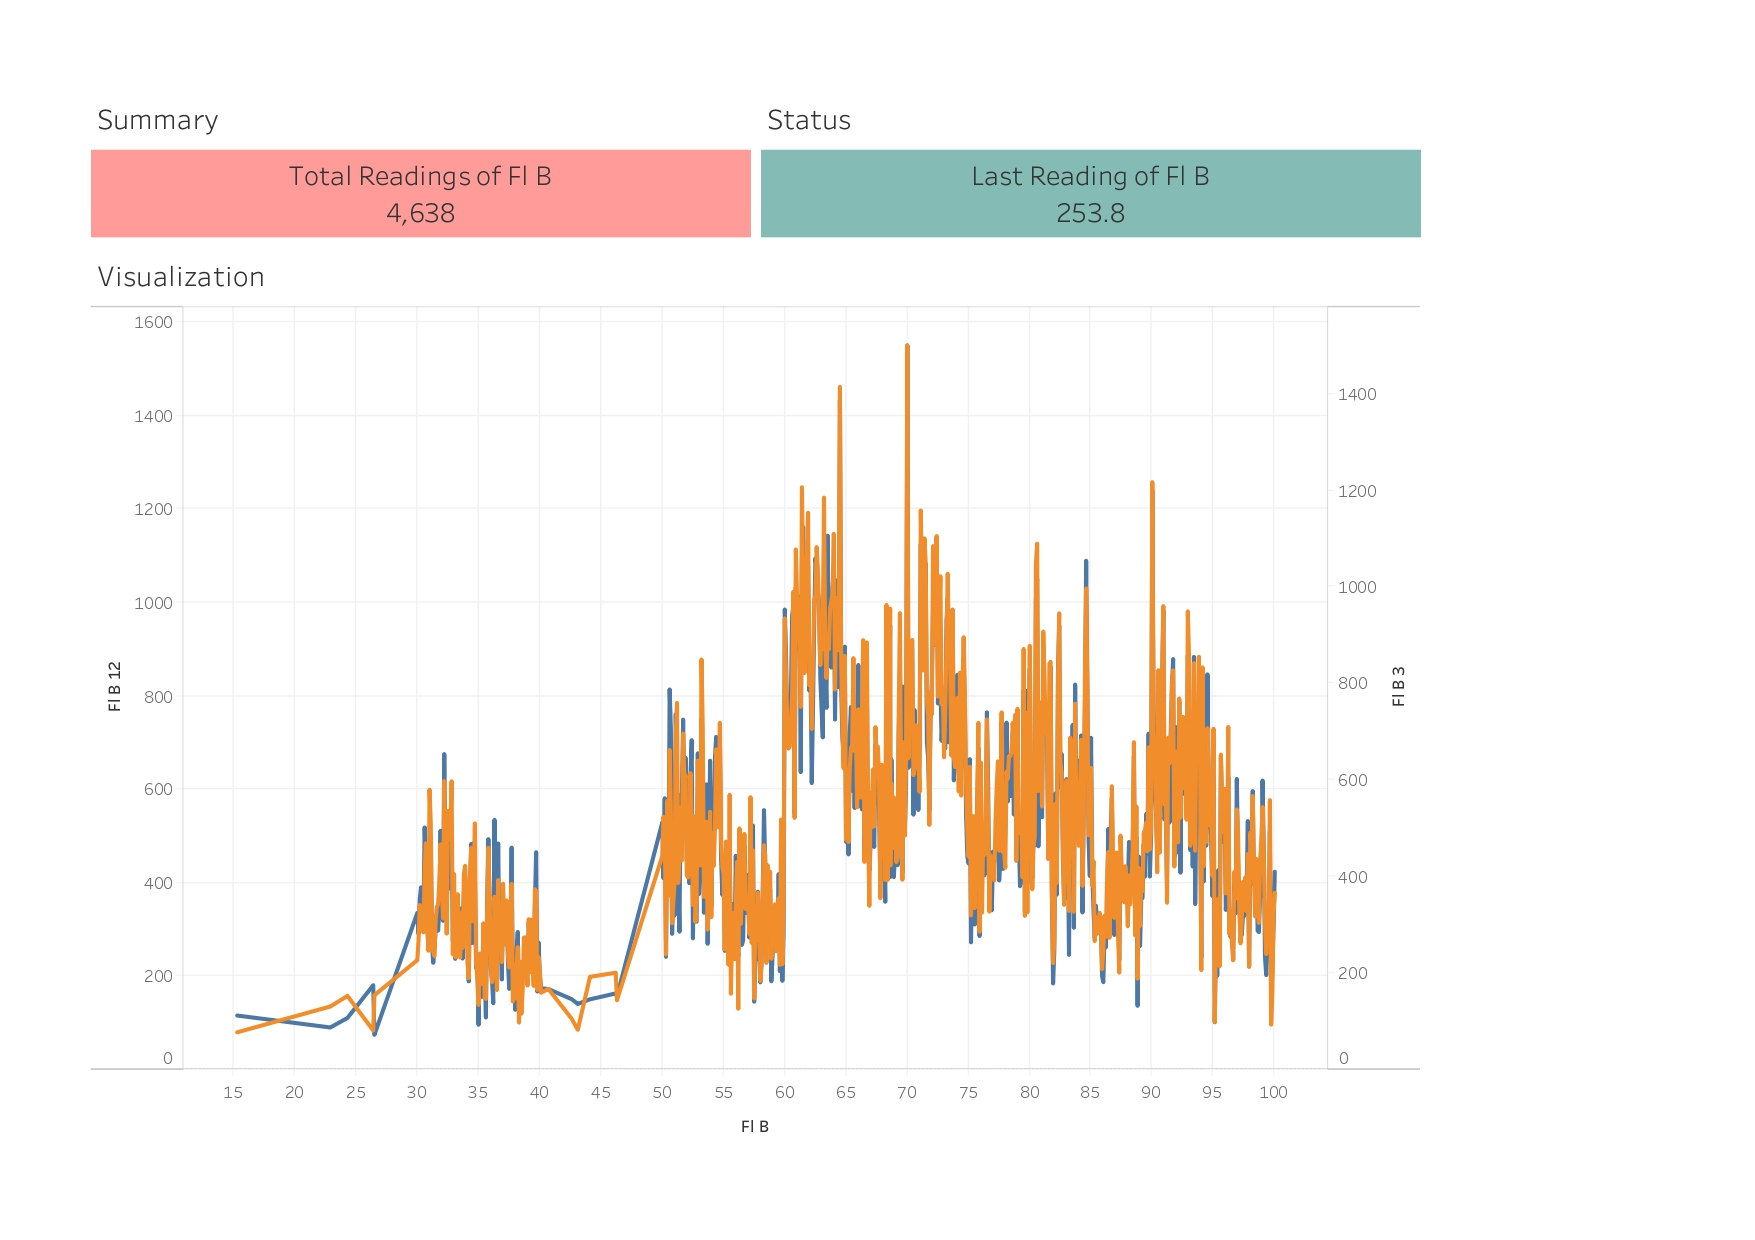 Summary
Status
Total Readings of Fl B
4,638
Last Reading of Fl B
253.8
Visualization
1600
1400
1200
1000
800
600
400
200
0
Fl B 12
1400
1200
1000
800
600
400
200
0
Fl B 3
15 20 25 30 35 40 45 50 55 60 65 70 75 80 85 90 95 100
Fl B